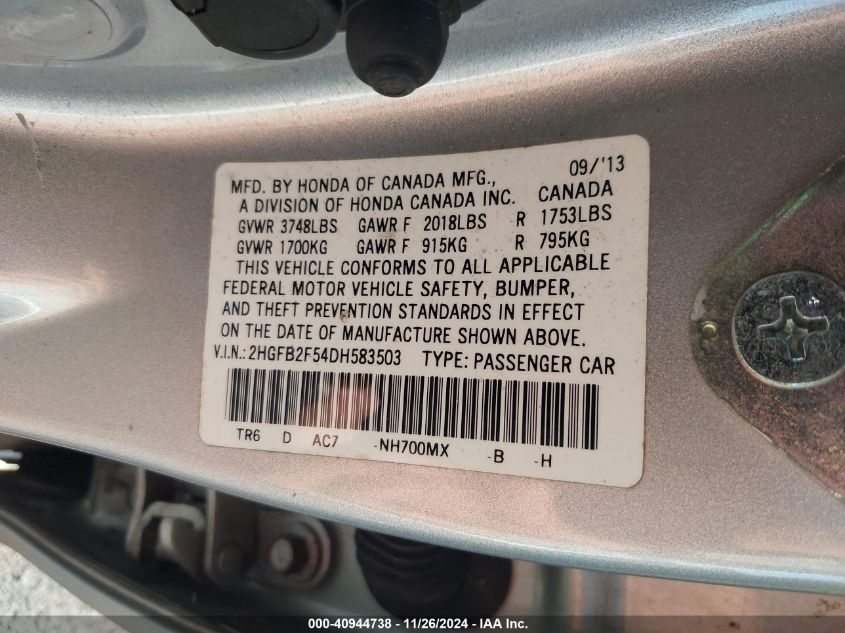 09/'13
MFD. BY HONDA OF CANADA MFG.,
A DIVISION OF HONDA CANADA INC. CANADA
GVWR 3748LBS GAWR F 2018LBS R 1753LBS
GVWR 1700KG GAWR F 915KG R 795KG
THIS VEHICLE CONFORMS TO ALL APPLICABLE
FEDERAL MOTOR VEHICLE SAFETY, BUMPER,
AND THEFT PREVENTION STANDARDS IN EFFECT
ON THE DATE OF MANUFACTURE SHOWN ABOVE.
V.I.N.: 2HGFB2F54DH583503 TYPE: PASSENGER CAR
TR6 D AC7 -NH700MX -B -H
000-40944738 - 11/26/2024 - IAA Inc.